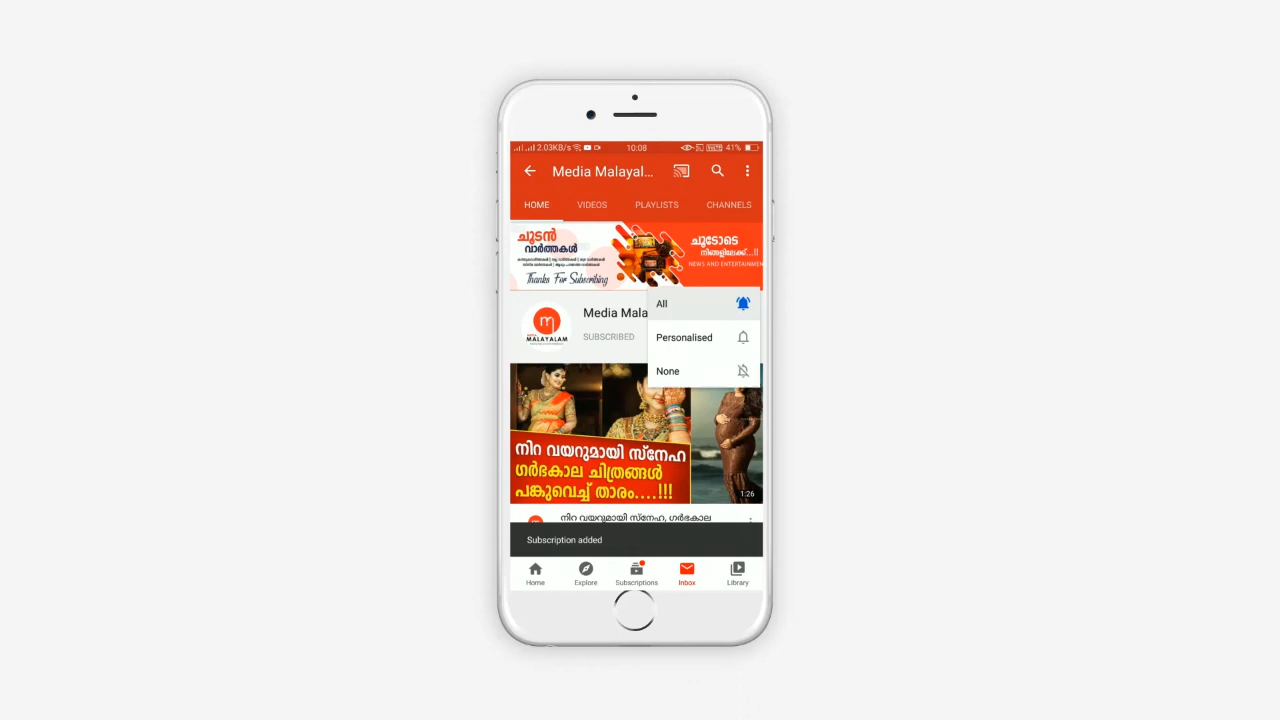 2.03KB/s 10:08 41%
Media Malayal...
HOME VIDEOS PLAYLISTS CHANNELS
ചൂടൻ
വാർത്തകൾ
Thanks For Subscribing
ചൂടോടെ
നിങ്ങളിലേക്ക്...!!
NEWS AND ENTERTAINMEN
All
Media Mala
MALAYALAM
SUBSCRIBED
Personalised
None
നിറ വയറുമായി സ്നേഹ
ഗർഭകാല ചിത്രങ്ങൾ
പങ്കുവെച്ച് താരം....!!!
1:26
നിറ വയറുമായി സ്നേഹ, ഗർഭകാല
Subscription added
Home Explore Subscriptions Inbox Library